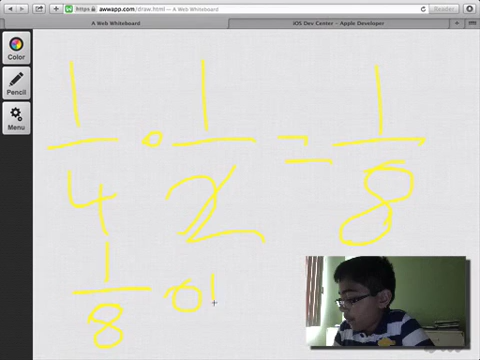 https awwapp.com/draw.html — A Web Whiteboard
Reader
A Web Whiteboard
iOS Dev Center - Apple Developer
Color
Pencil
Menu
1/4 · 1/2 = 1/8
1/8